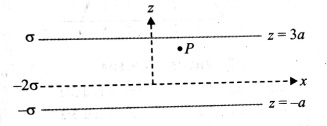 z
σ z = 3a
• P
–2σ x
–σ z = –a